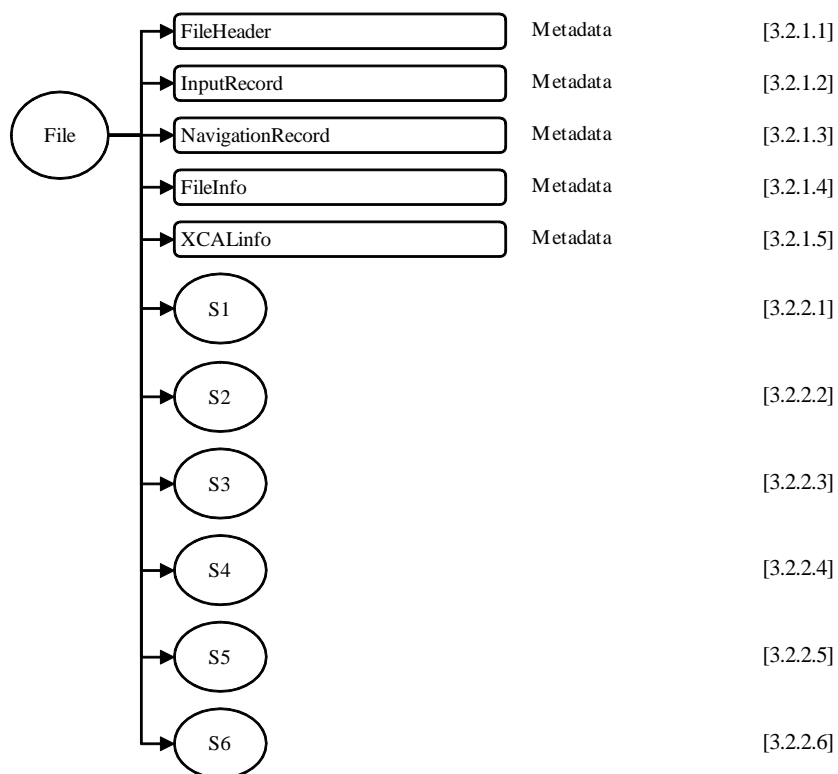 FileHeader Metadata [3.2.1.1]
InputRecord Metadata [3.2.1.2]
File NavigationRecord Metadata [3.2.1.3]
FileInfo Metadata [3.2.1.4]
XCALinfo Metadata [3.2.1.5]
S1 [3.2.2.1]
S2 [3.2.2.2]
S3 [3.2.2.3]
S4 [3.2.2.4]
S5 [3.2.2.5]
S6 [3.2.2.6]